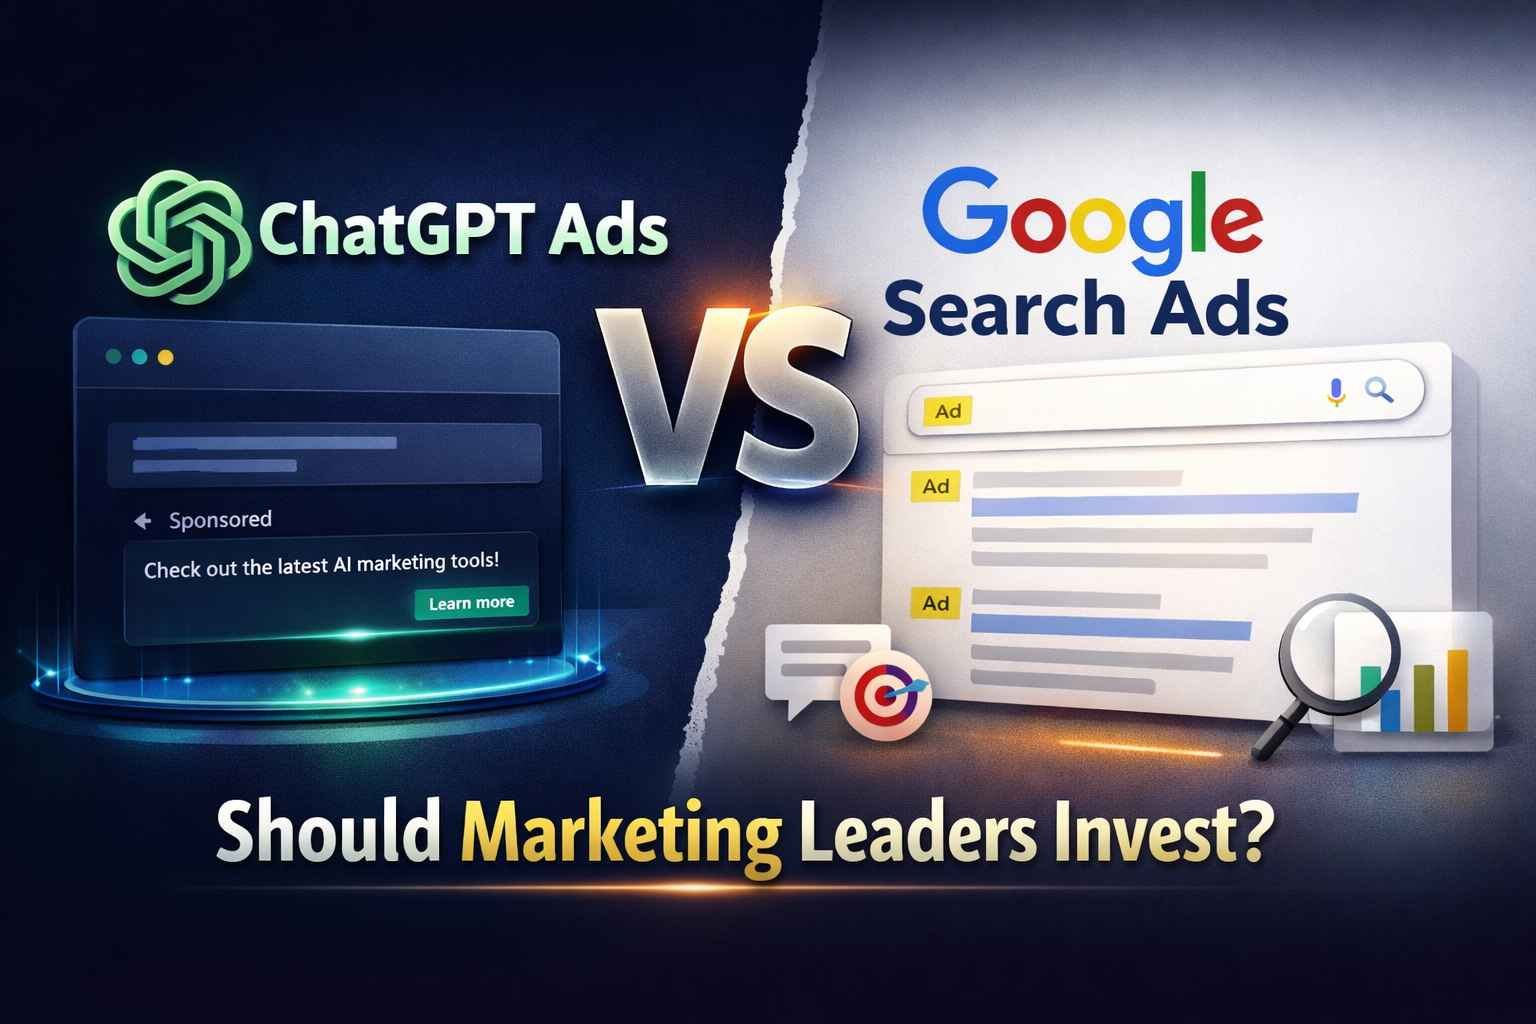 ChatGPT Ads
Sponsored
Check out the latest AI marketing tools!
Learn more
VS
Google
Search Ads
Ad
Ad
Ad
Should Marketing Leaders Invest?